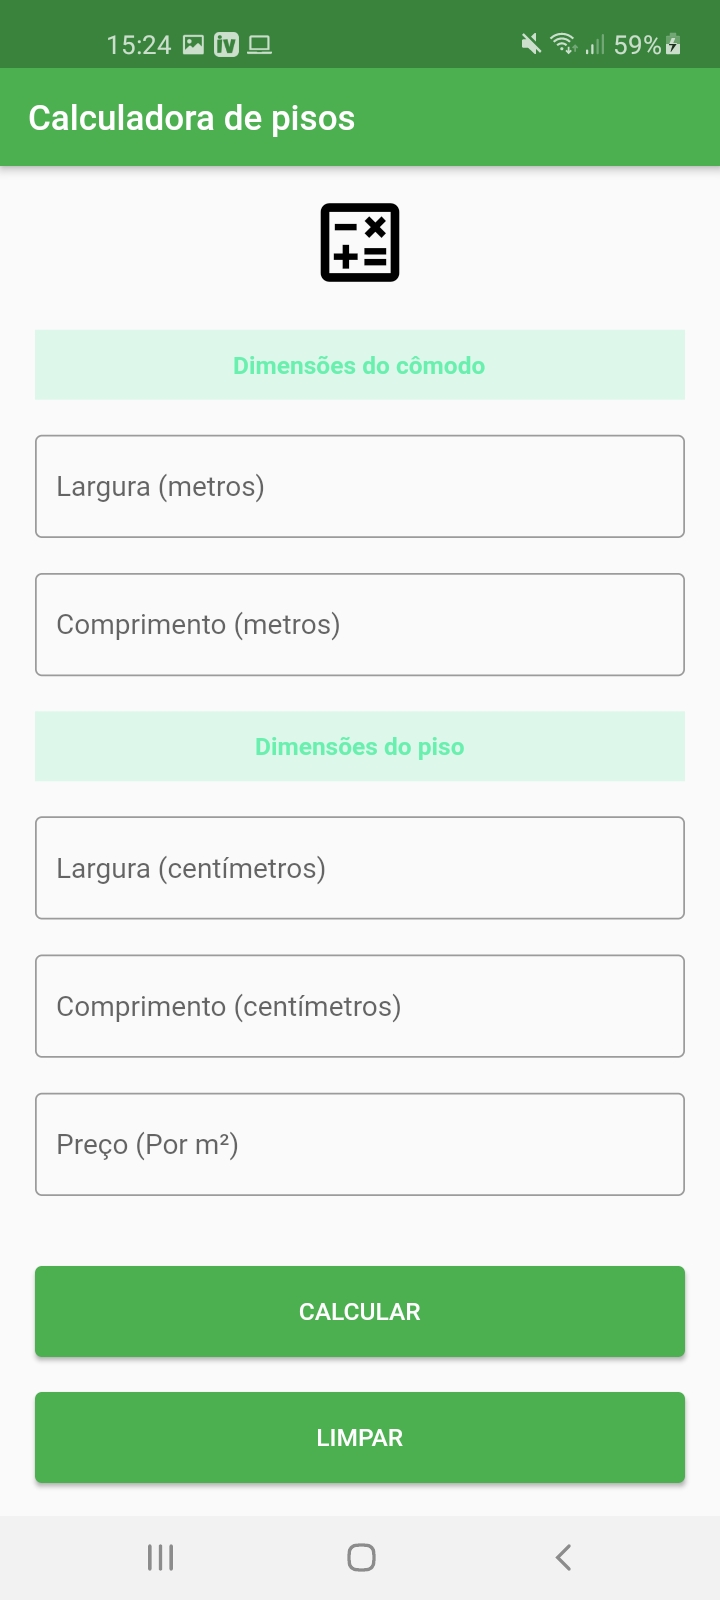 15:24 iv 59%
Calculadora de pisos
Dimensões do cômodo
Largura (metros)
Comprimento (metros)
Dimensões do piso
Largura (centímetros)
Comprimento (centímetros)
Preço (Por m²)
CALCULAR
LIMPAR